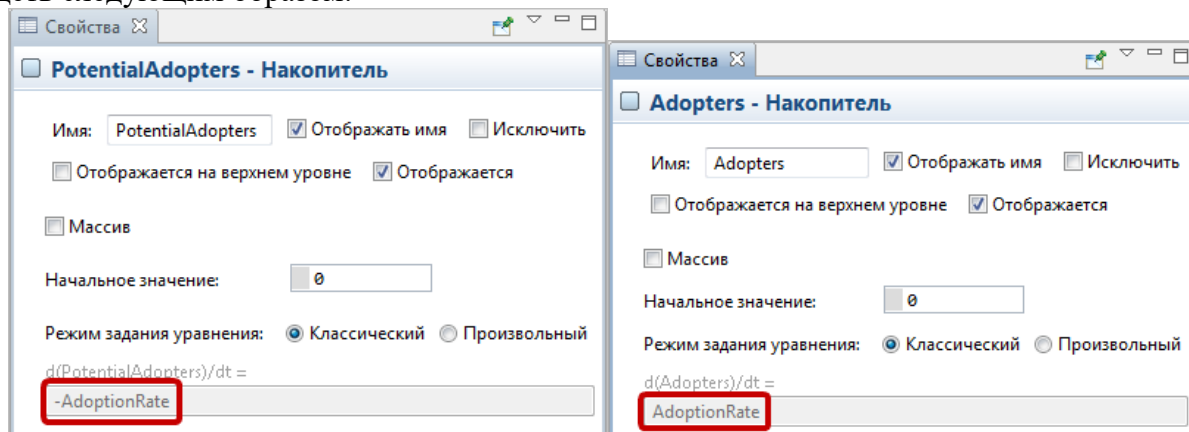 следующим образом:
Свойства
PotentialAdopters - Накопитель
Имя: PotentialAdopters Отображать имя Исключить
Отображается на верхнем уровне Отображается
Массив
Начальное значение: 0
Режим задания уравнения: Классический Произвольный
d(PotentialAdopters)/dt =
-AdoptionRate
Свойства
Adopters - Накопитель
Имя: Adopters Отображать имя Исключить
Отображается на верхнем уровне Отображается
Массив
Начальное значение: 0
Режим задания уравнения: Классический Произвольный
d(Adopters)/dt =
AdoptionRate